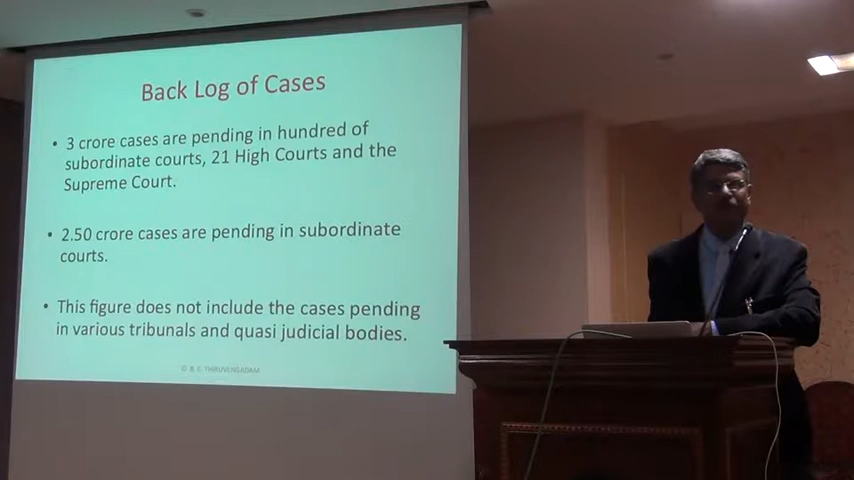 Back Log of Cases
• 3 crore cases are pending in hundred of
subordinate courts, 21 High Courts and the
Supreme Court.
• 2.50 crore cases are pending in subordinate
courts.
• This figure does not include the cases pending
in various tribunals and quasi judicial bodies.
© B. C. THIRUVENGADAM